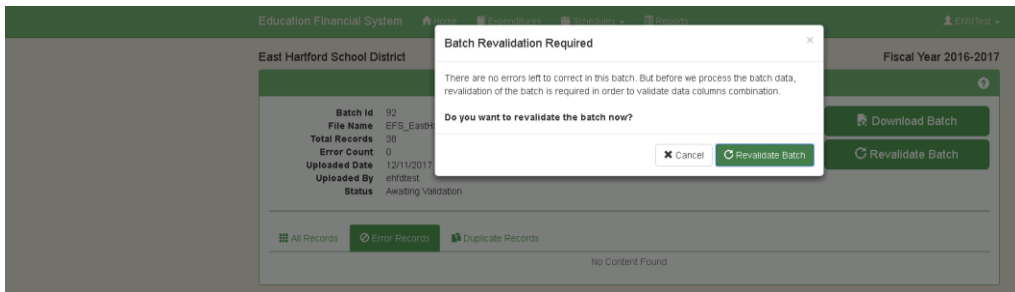 Education Financial System Home Expenditures Schedules Reports EhfdTest
Batch Revalidation Required ×
East Hartford School District Fiscal Year 2016-2017
There are no errors left to correct in this batch. But before we process the batch data,
revalidation of the batch is required in order to validate data columns combination.
Do you want to revalidate the batch now?
Cancel Revalidate Batch
Batch Id 92
File Name EFS_EastH
Total Records 38
Error Count 0
Uploaded Date 12/11/2017
Uploaded By ehfdtest
Status Awaiting Validation
Download Batch
Revalidate Batch
All Records Error Records Duplicate Records
No Content Found